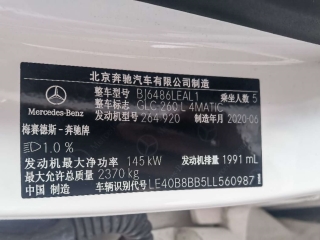 北京奔驰汽车有限公司制造
整车型号 BJ6486LEAL1 乘坐人数 5
整车标志 GLC 260 L 4MATIC
Mercedes-Benz 发动机型号 264 920 制造年月 2020-06
梅赛德斯－奔驰牌
1.0 %
发动机最大净功率 145 kW 发动机排量 1991 mL
最大允许总质量 2370 kg
中国 制造 车辆识别代号 LE40B8BB5LL560987